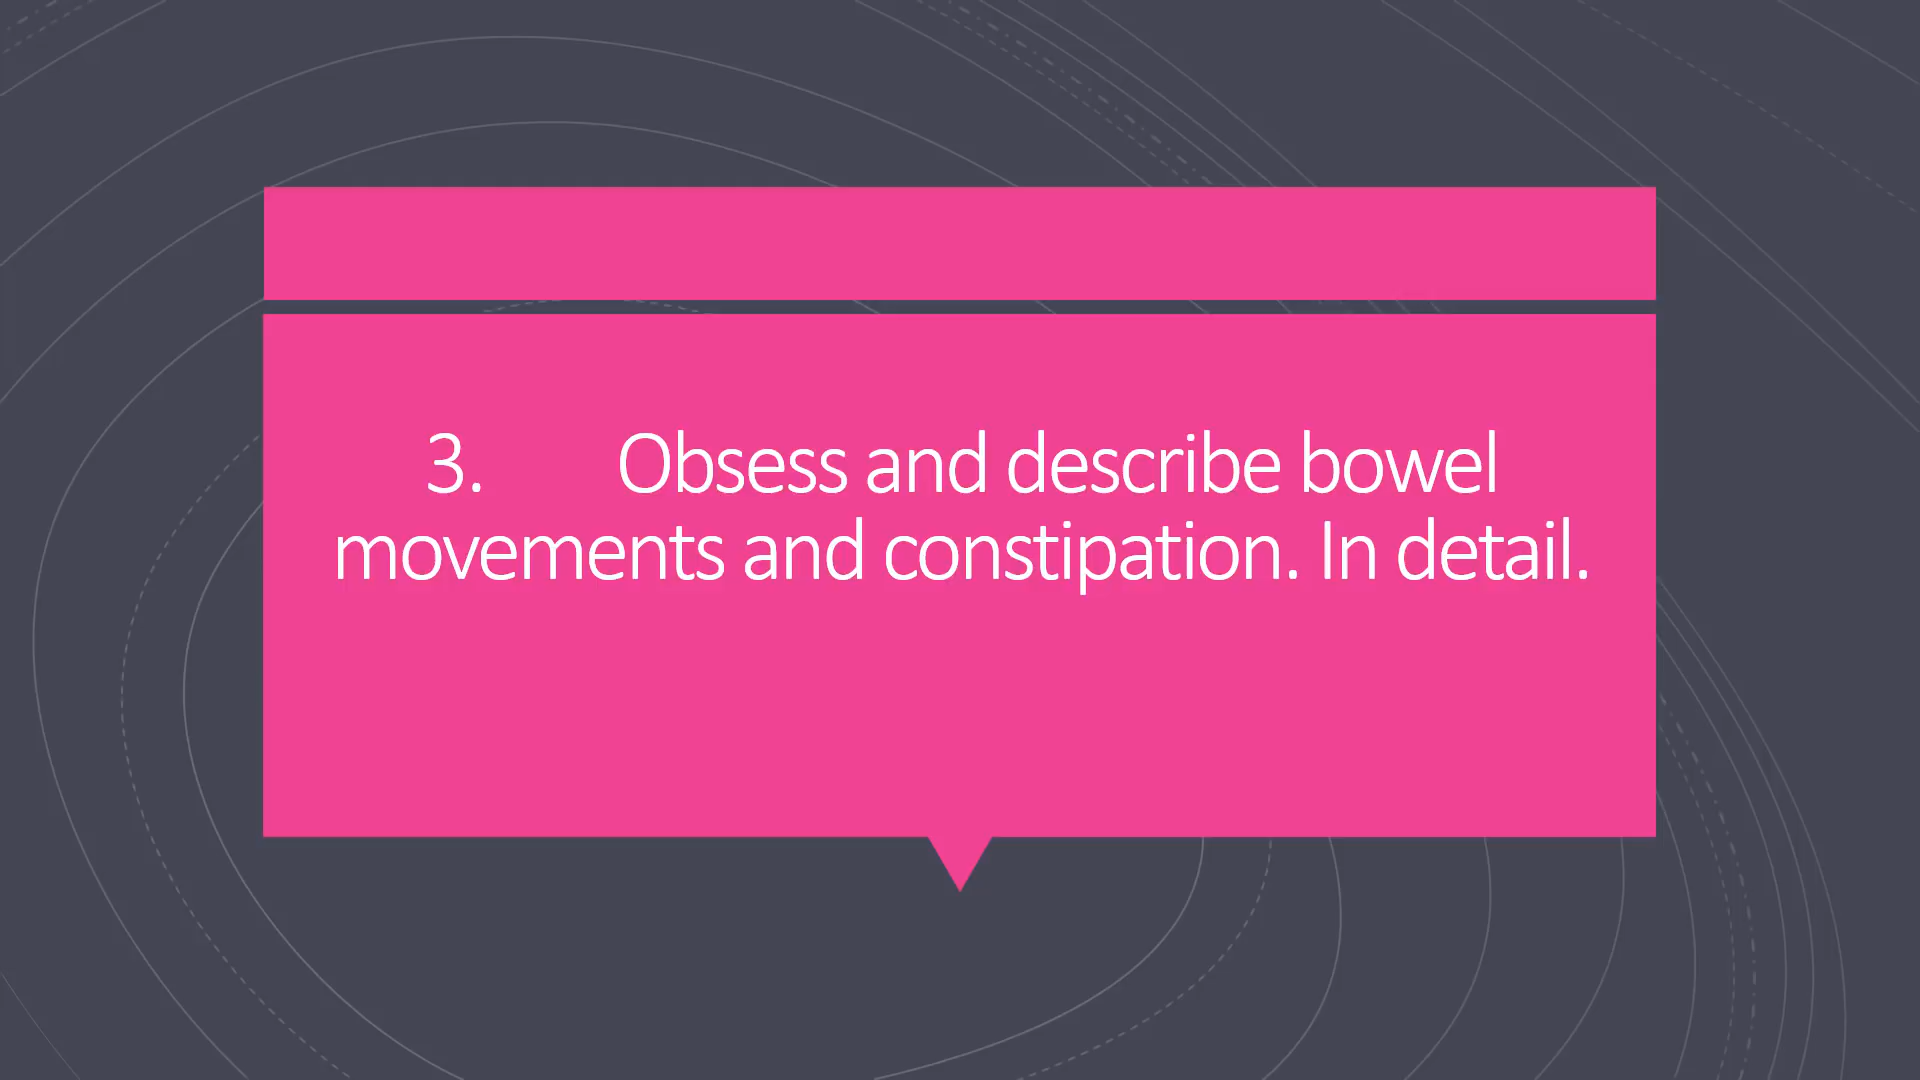 3. Obsess and describe bowel
movements and constipation. In detail.